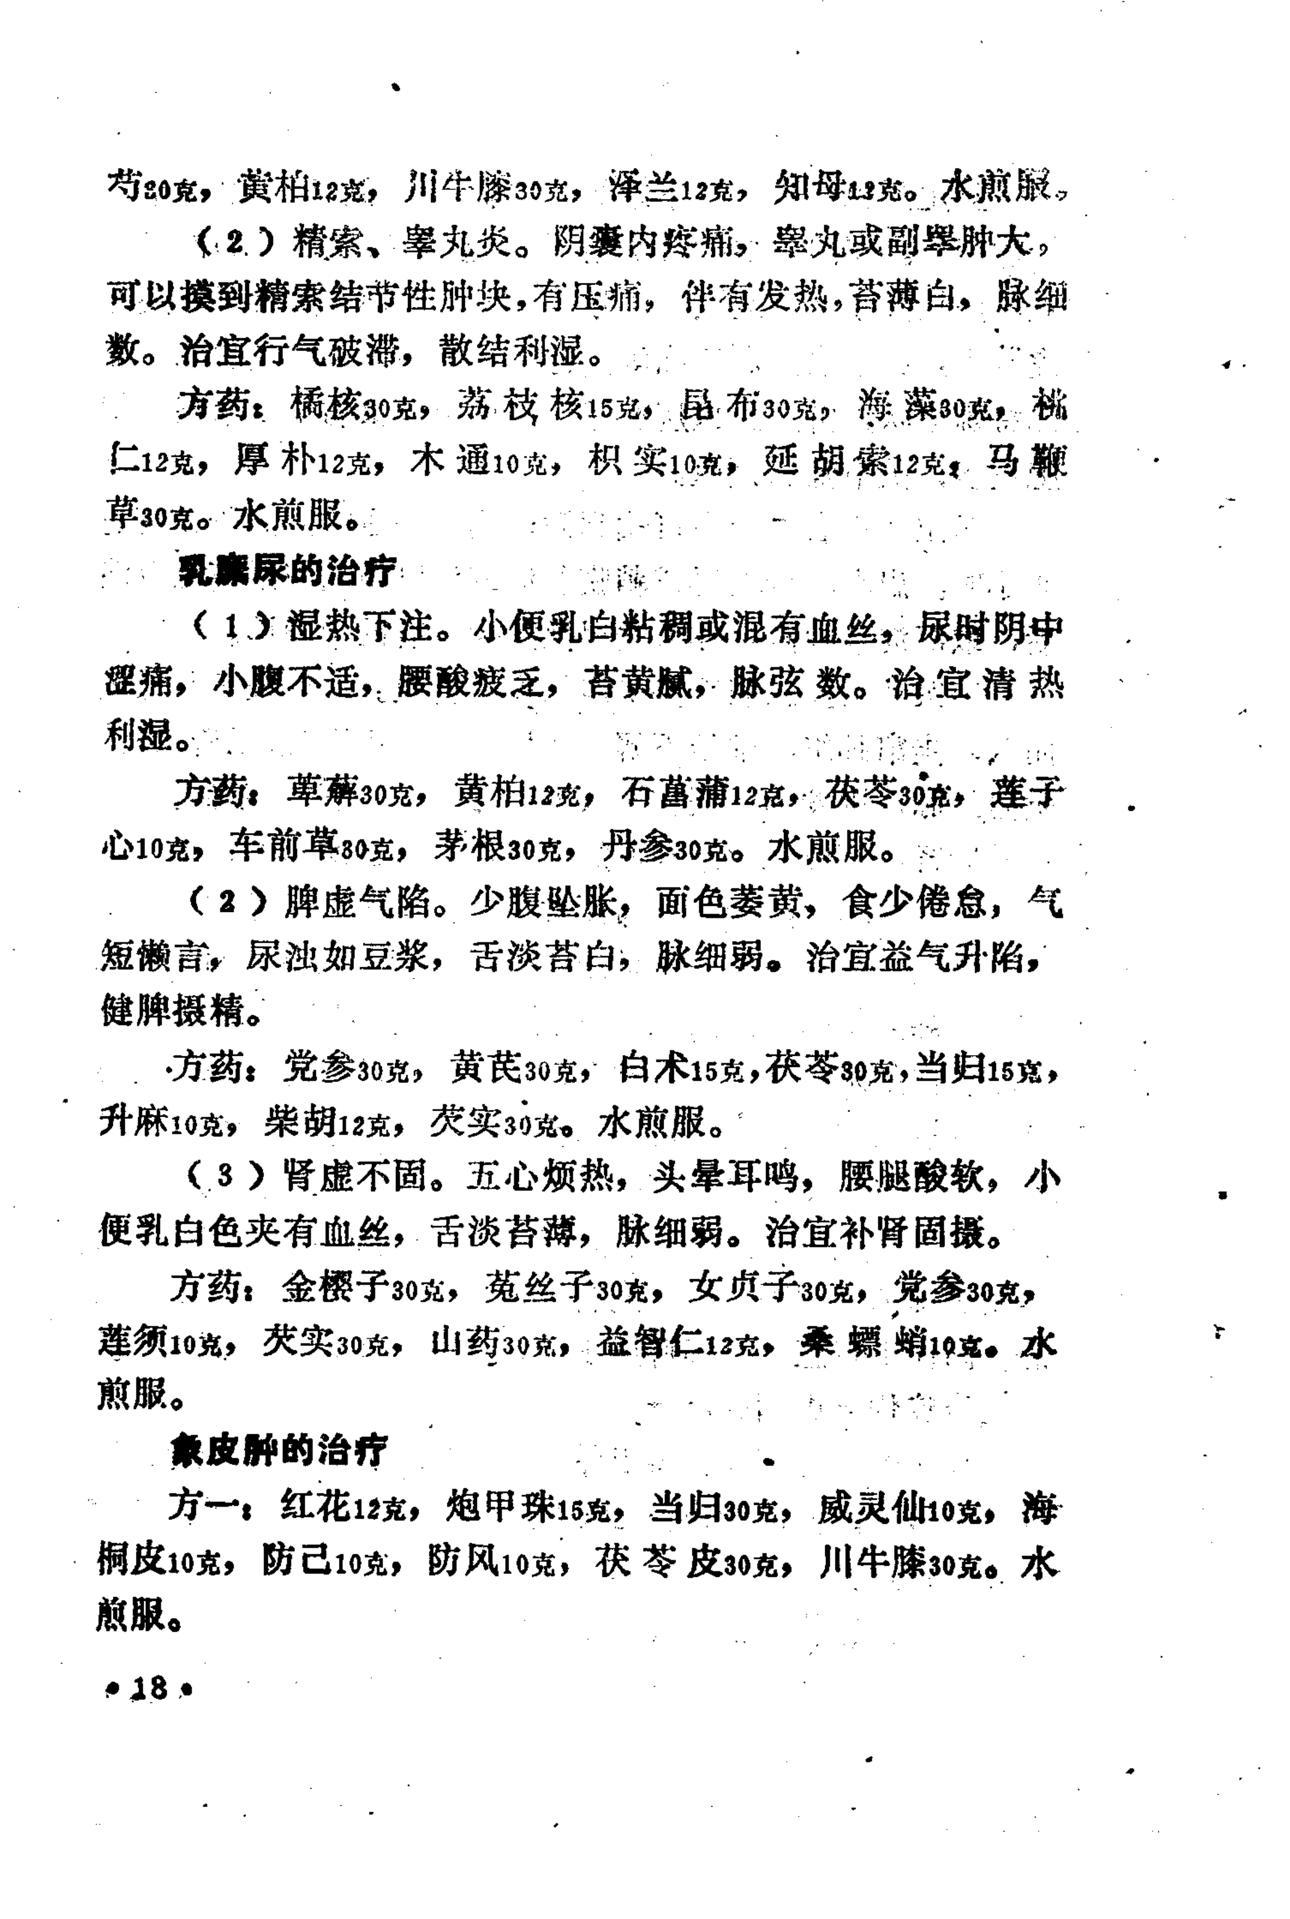 芍30克，黄柏12克，川牛膝30克，泽兰12克，知母12克。水煎服。
（2）精索、睾丸炎。阴囊内疼痛，睾丸或副睾肿大，
可以摸到精索结节性肿块，有压痛，伴有发热，苔薄白，脉细
数。治宜行气破滞，散结利湿。
方药：橘核30克，荔枝核15克，昆布30克，海藻30克，桃
仁12克，厚朴12克，木通10克，枳实10克，延胡索12克，马鞭
草30克。水煎服。
乳糜尿的治疗
（1）湿热下注。小便乳白粘稠或混有血丝，尿时阴中
涩痛，小腹不适，腰酸疲乏，苔黄腻，脉弦数。治宜清热
利湿。
方药：萆薢30克，黄柏12克，石菖蒲12克，茯苓30克，莲子
心10克，车前草30克，茅根30克，丹参30克。水煎服。
（2）脾虚气陷。少腹坠胀，面色萎黄，食少倦怠，气
短懒言，尿浊如豆浆，舌淡苔白，脉细弱。治宜益气升陷，
健脾摄精。
方药：党参30克，黄芪30克，白术15克，茯苓30克，当归15克，
升麻10克，柴胡12克，芡实30克。水煎服。
（3）肾虚不固。五心烦热，头晕耳鸣，腰腿酸软，小
便乳白色夹有血丝，舌淡苔薄，脉细弱。治宜补肾固摄。
方药：金樱子30克，菟丝子30克，女贞子30克，党参30克，
莲须10克，芡实30克，山药30克，益智仁12克，桑螵蛸10克。水
煎服。
象皮肿的治疗
方一：红花12克，炮甲珠15克，当归30克，威灵仙10克，海
桐皮10克，防己10克，防风10克，茯苓皮30克，川牛膝30克。水
煎服。
•18•